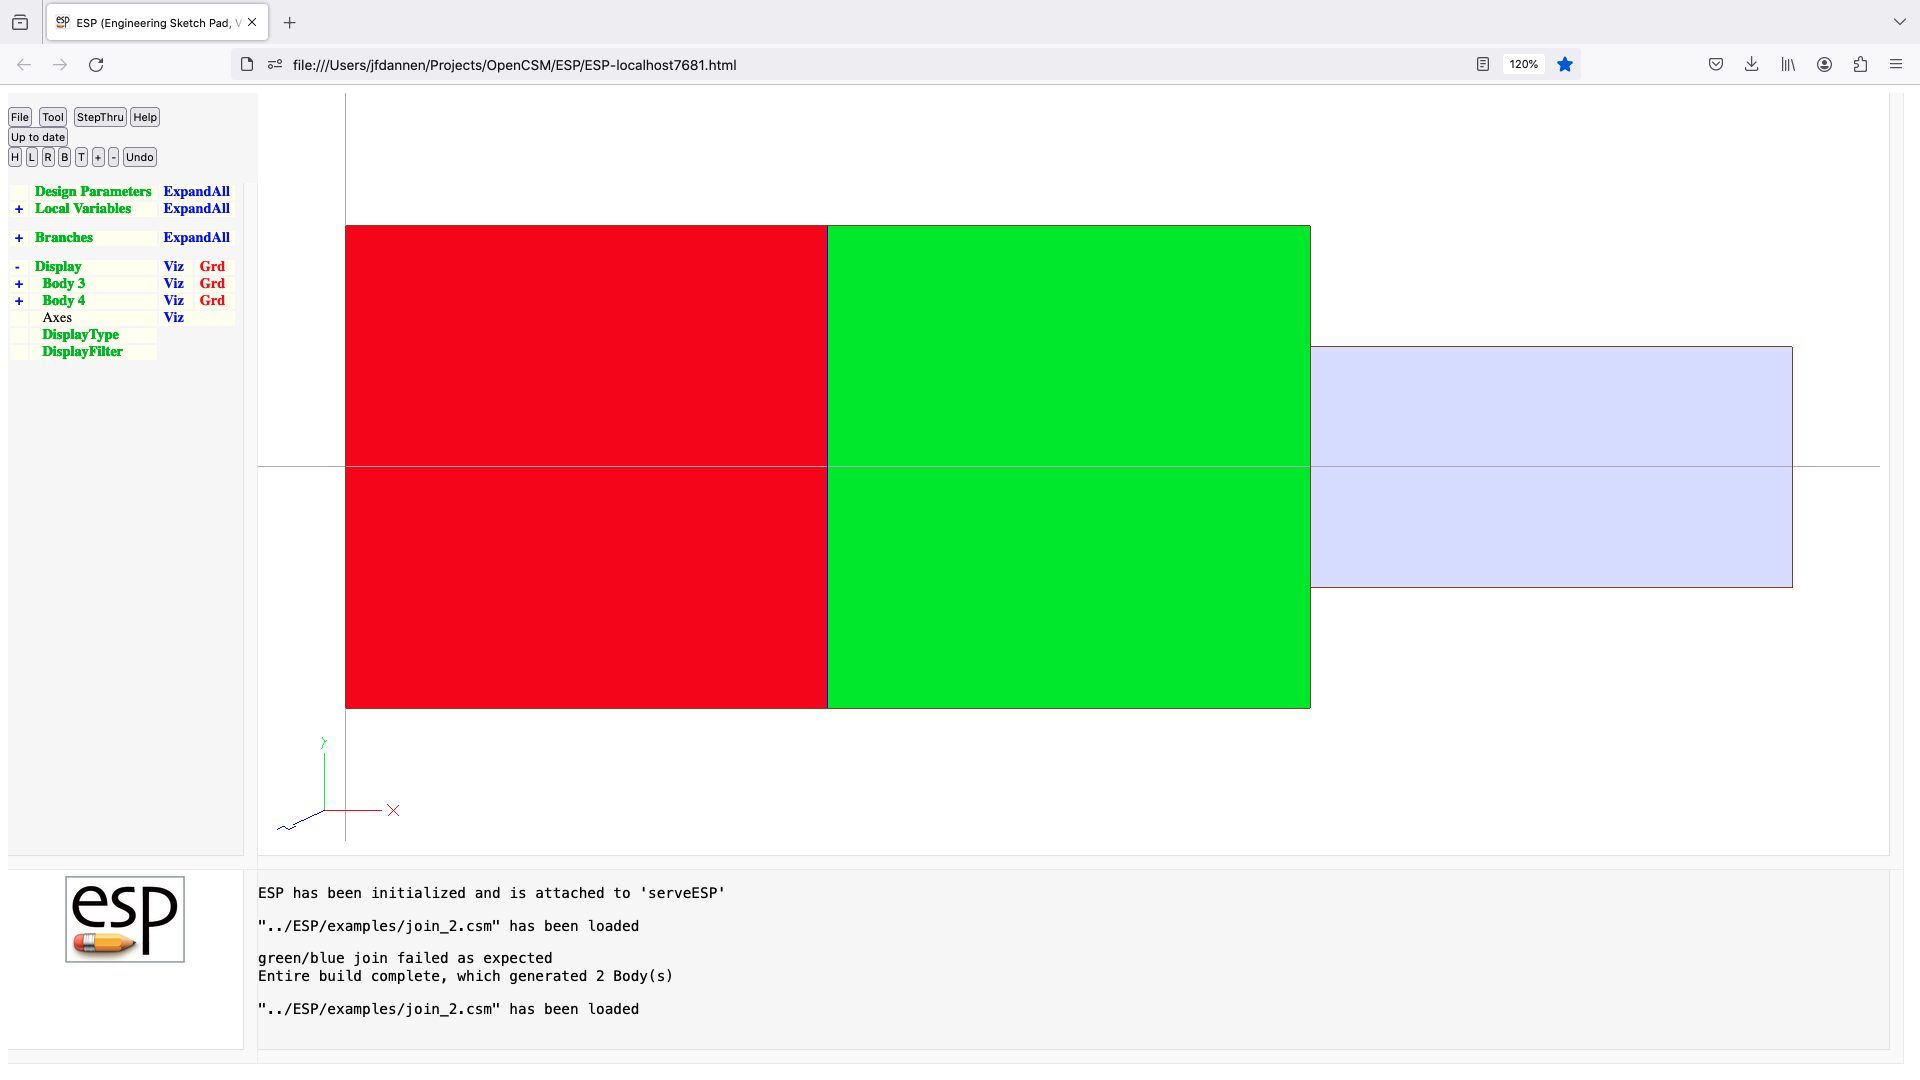 ESP (Engineering Sketch Pad, V
file:///Users/jfdannen/Projects/OpenCSM/ESP/ESP-localhost7681.html
120%
File Tool StepThru Help
Up to date
H L R B T + - Undo
Design Parameters ExpandAll
+ Local Variables ExpandAll
+ Branches ExpandAll
- Display Viz Grd
+ Body 3 Viz Grd
+ Body 4 Viz Grd
Axes Viz
DisplayType
DisplayFilter
Y
X
Z
esp
ESP has been initialized and is attached to 'serveESP'
"../ESP/examples/join_2.csm" has been loaded
green/blue join failed as expected
Entire build complete, which generated 2 Body(s)
"../ESP/examples/join_2.csm" has been loaded